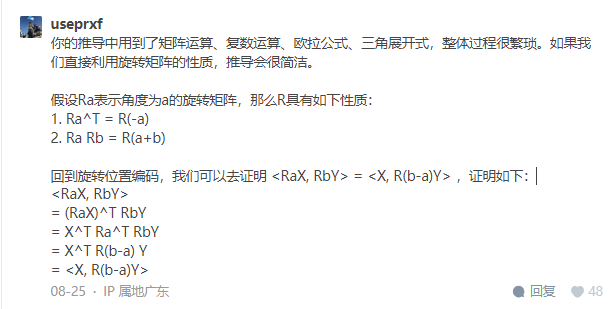 useprxf
你的推导中用到了矩阵运算、复数运算、欧拉公式、三角展开式，整体过程很繁琐。如果我
们直接利用旋转矩阵的性质，推导会很简洁。
假设Ra表示角度为a的旋转矩阵，那么R具有如下性质：
1. Ra^T = R(-a)
2. Ra Rb = R(a+b)
回到旋转位置编码，我们可以去证明 <RaX, RbY> = <X, R(b-a)Y> ，证明如下：
<RaX, RbY>
= (RaX)^T RbY
= X^T Ra^T RbY
= X^T R(b-a) Y
= <X, R(b-a)Y>
08-25 · IP 属地广东 回复 48